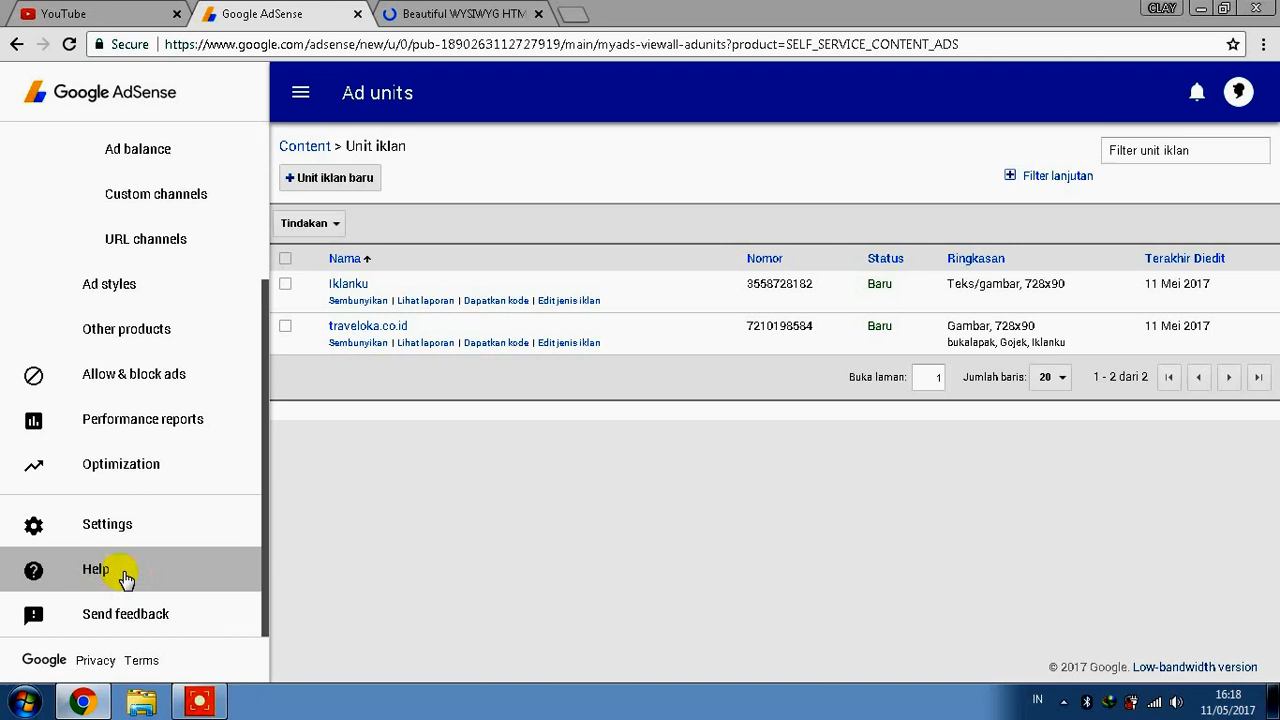 YouTube
Google AdSense
Beautiful WYSIWYG HTM
CLAY
Secure
https://www.google.com/adsense/new/u/0/pub-1890263112727919/main/myads-viewall-adunits?product=SELF_SERVICE_CONTENT_ADS
Google AdSense
Ad units
Ad balance
Custom channels
URL channels
Ad styles
Other products
Allow & block ads
Performance reports
Optimization
Settings
Help
Send feedback
Google Privacy Terms
Content > Unit iklan
Filter unit iklan
+ Unit iklan baru
Filter lanjutan
Tindakan
Nama Nomor Status Ringkasan Terakhir Diedit
Iklanku 3558728182 Baru Teks/gambar, 728x90 11 Mei 2017
Sembunyikan | Lihat laporan | Dapatkan kode | Edit jenis iklan
traveloka.co.id 7210198584 Baru Gambar, 728x90 11 Mei 2017
Sembunyikan | Lihat laporan | Dapatkan kode | Edit jenis iklan bukalapak, Gojek, Iklanku
Buka laman: 1 Jumlah baris: 20 1 - 2 dari 2
© 2017 Google. Low-bandwidth version
IN
16:18
11/05/2017